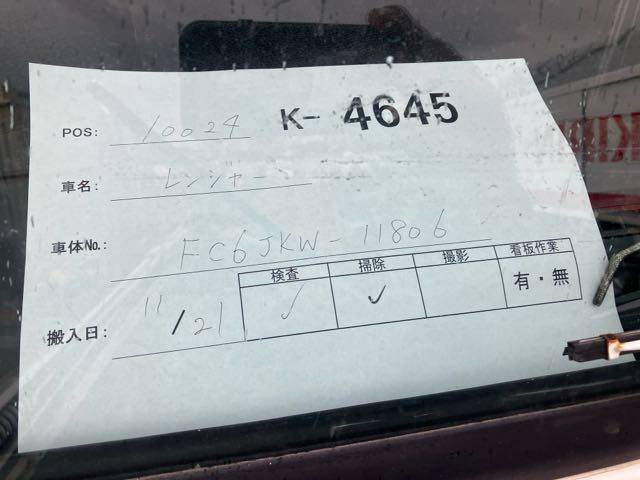 POS: 10024 K- 4645
車名: レンジャー
車体No.: FC6JKW-11806
検査 掃除 撮影 看板作業
搬入日: 11/21 ✓ ✓ 有・無